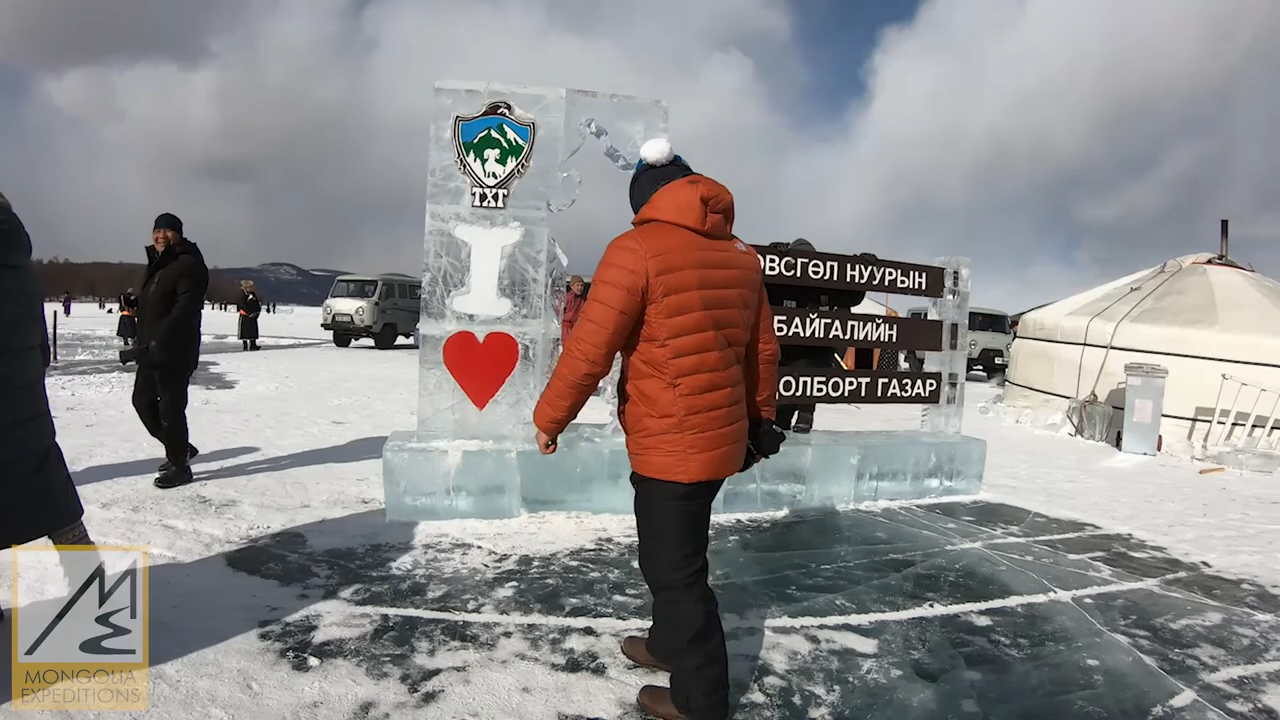 ТХГ
I
ӨВСГӨЛ НУУРЫН
БАЙГАЛИЙН
ОЛБОРТ ГАЗАР
MONGOLIA
EXPEDITIONS